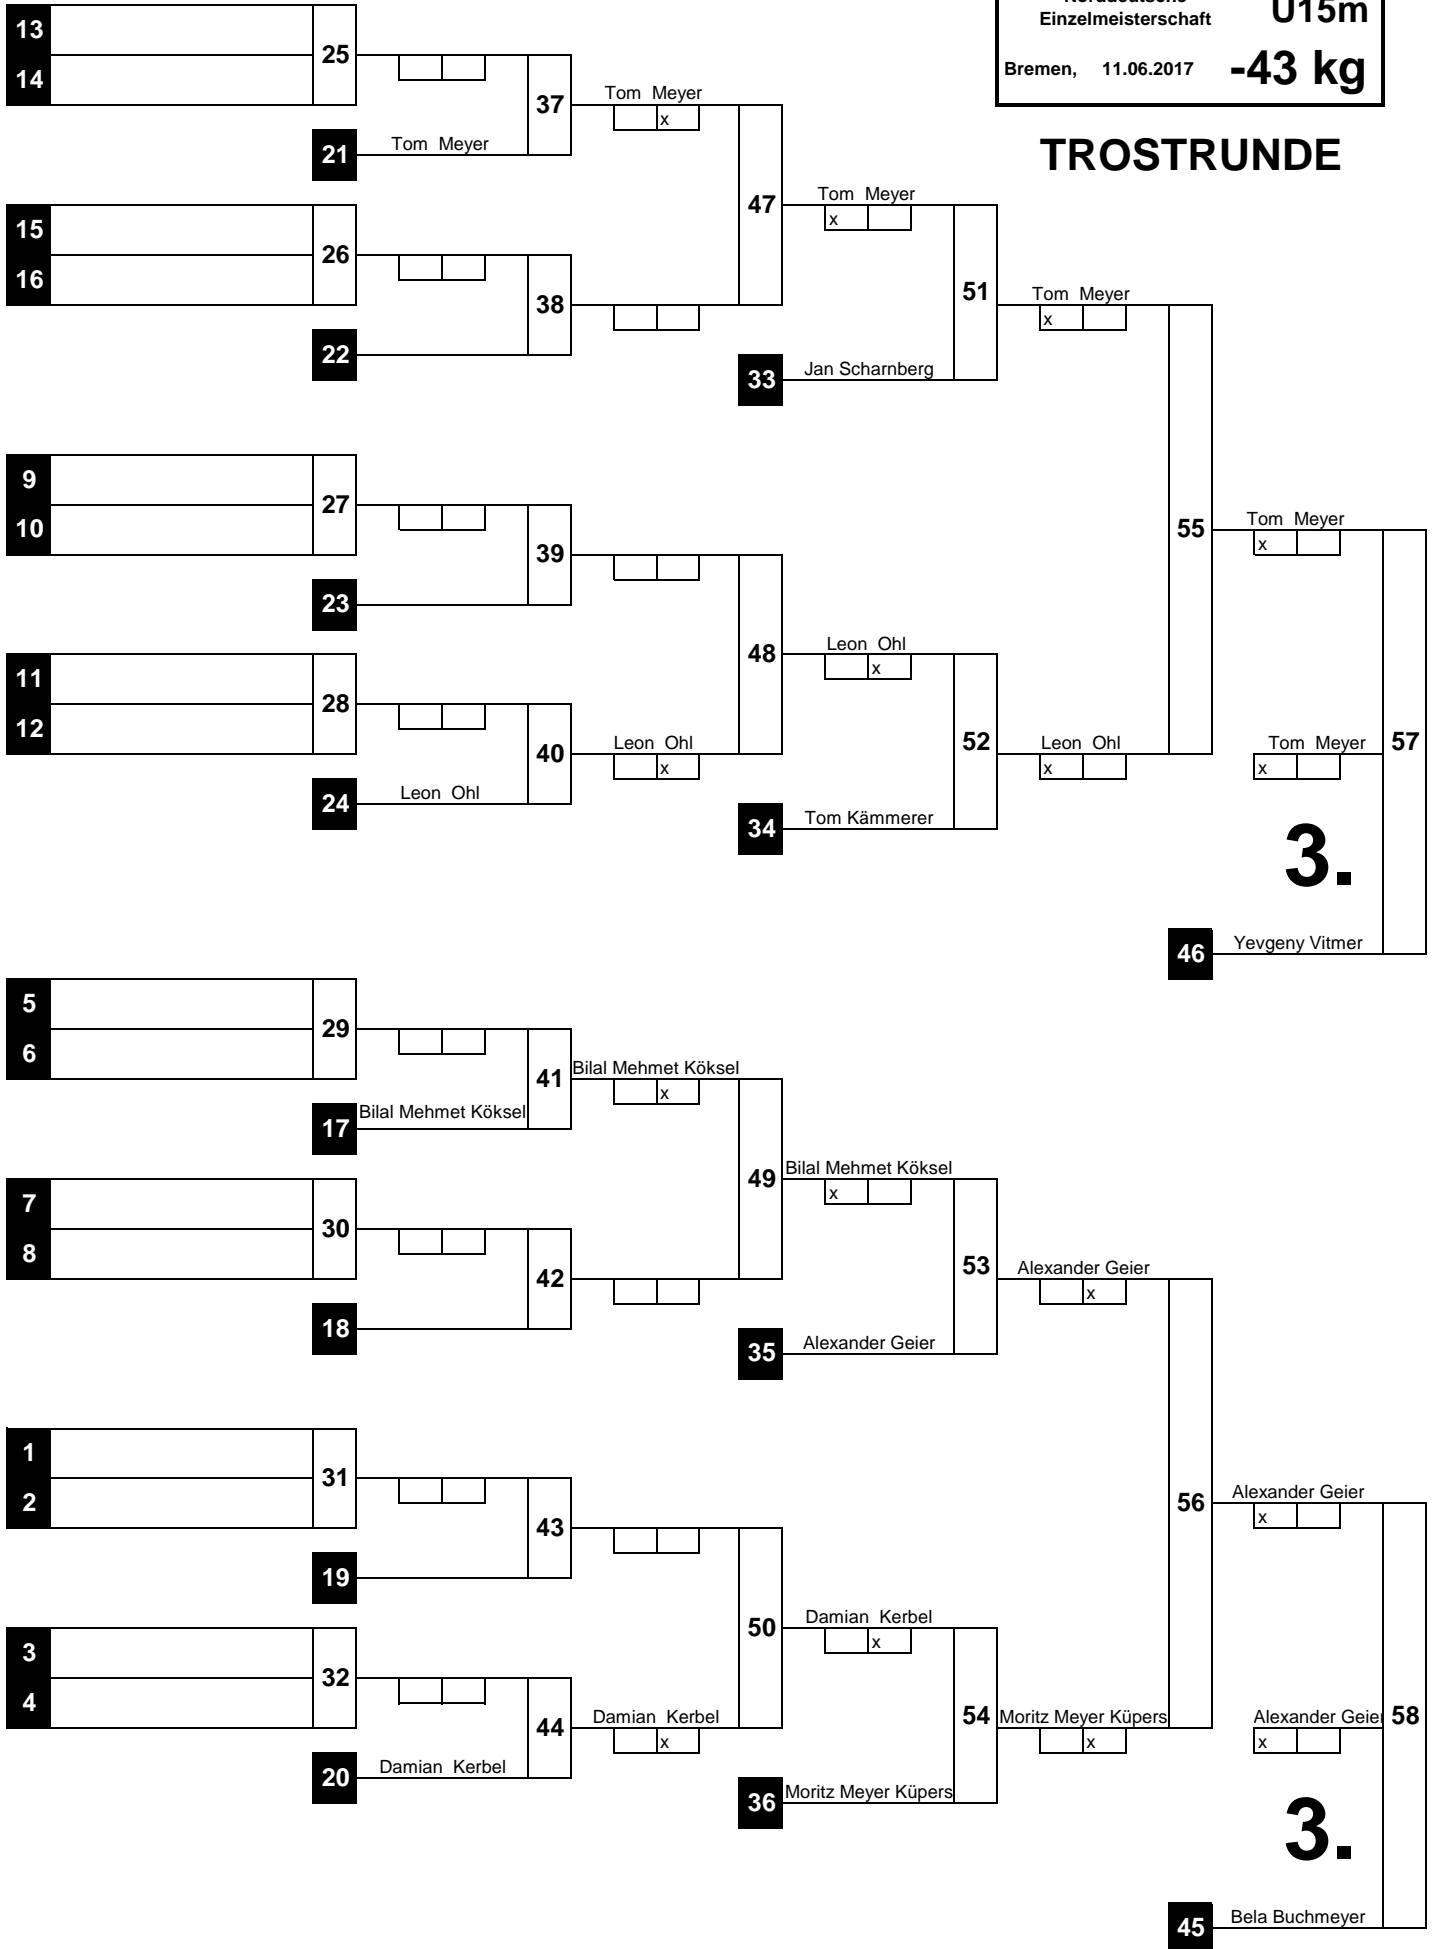 Norddeutsche
Einzelmeisterschaft
U15m
Bremen, 11.06.2017
-43 kg
TROSTRUNDE
13
14
25
37
21
Tom Meyer
Tom Meyer
x
15
16
26
38
22
47
Tom Meyer
x
51
33
Jan Scharnberg
Tom Meyer
x
9
10
27
39
23
11
12
28
40
24
Leon Ohl
Leon Ohl
x
48
Leon Ohl
x
52
34
Tom Kämmerer
Leon Ohl
x
55
Tom Meyer
x
57
Tom Meyer
x
3.
46
Yevgeny Vitmer
5
6
29
41
17
Bilal Mehmet Köksel
Bilal Mehmet Köksel
x
7
8
30
42
18
49
Bilal Mehmet Köksel
x
53
35
Alexander Geier
Alexander Geier
x
1
2
31
43
19
3
4
32
44
20
Damian Kerbel
Damian Kerbel
x
50
Damian Kerbel
x
54
36
Moritz Meyer Küpers
Moritz Meyer Küpers
x
56
Alexander Geier
x
58
Alexander Geier
x
3.
45
Bela Buchmeyer